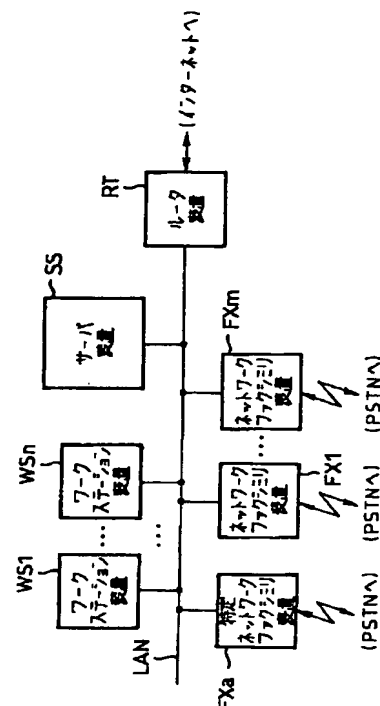 WS1
ワーク
ステーション
装置
...
WSn
ワーク
ステーション
装置
...
SS
サーバ
装置
RT
ルータ
装置
(インターネットへ)
LAN
FXa
特定
ネットワーク
ファクシミリ
装置
(PSTNへ)
FX1
ネットワーク
ファクシミリ
装置
(PSTNへ)
...
FXm
ネットワーク
ファクシミリ
装置
(PSTNへ)